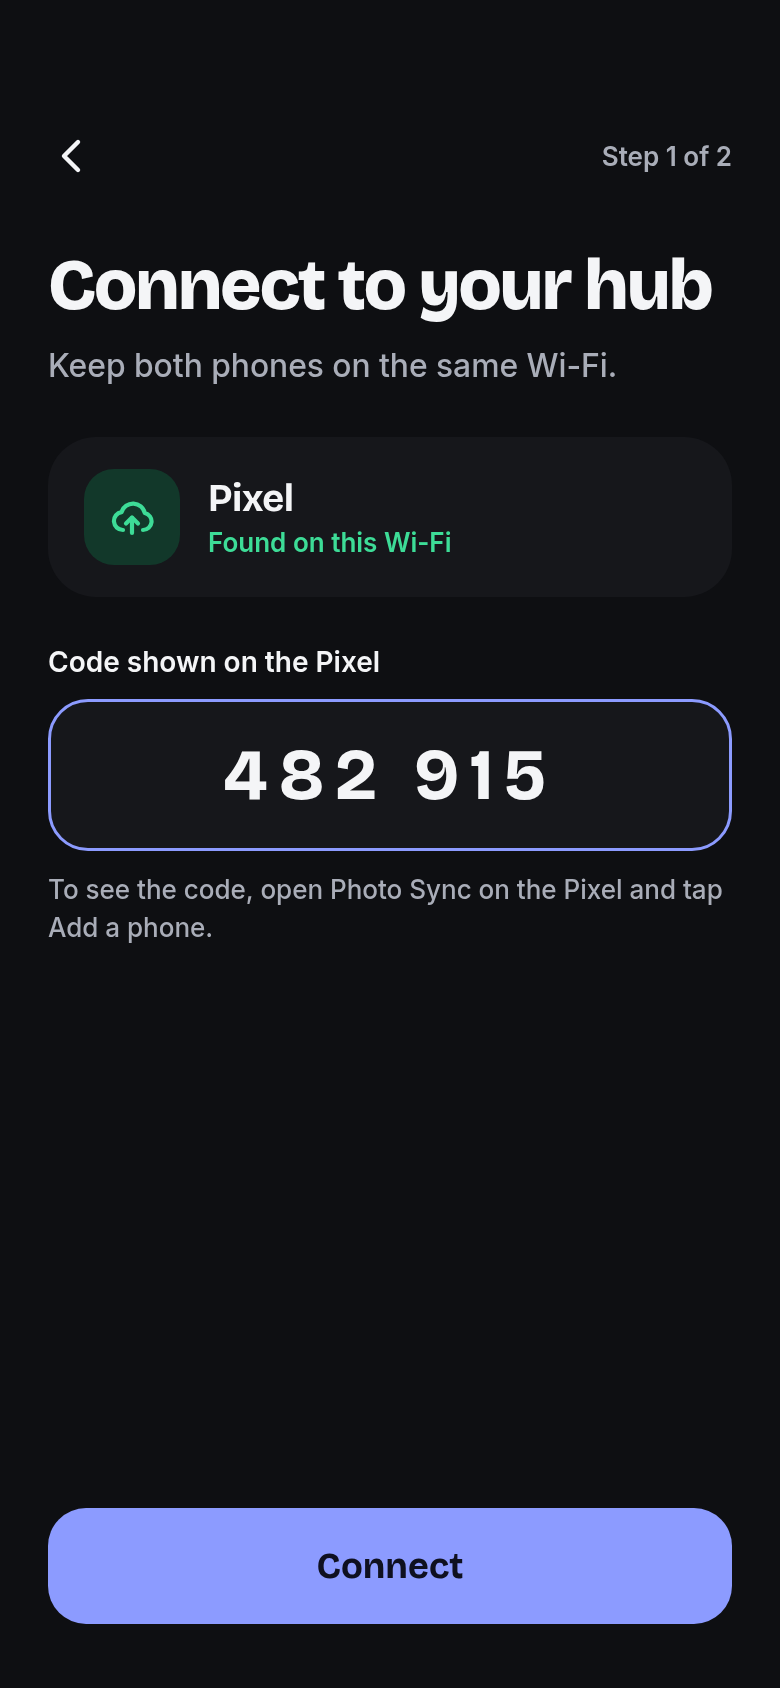 Step 1 of 2
Connect to your hub
Keep both phones on the same Wi-Fi.
Pixel
Found on this Wi-Fi
Code shown on the Pixel
482 915
To see the code, open Photo Sync on the Pixel and tap
Add a phone.
Connect